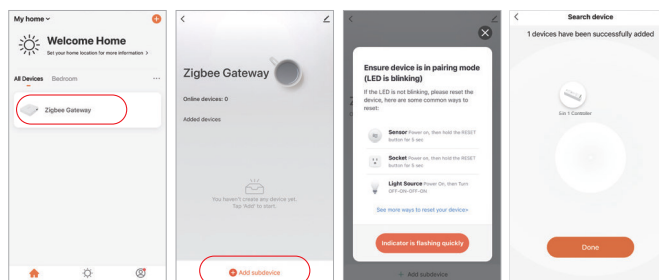 My home
Welcome Home
Set your home location for more information >
All Devices Bedroom ...
Zigbee Gateway
Zigbee Gateway
Online devices: 0
Added devices
You haven't create any device yet.
Tap 'Add' to start.
Add subdevice
Ensure device is in pairing mode
(LED is blinking)
If the LED is not blinking, please reset the
device, here are some common ways to
reset:
Sensor Power on, then hold the RESET
button for 5 sec
Socket Power on, then hold the RESET
button for 5 sec
Light Source Power On, then Turn
OFF-ON-OFF-ON
See more ways to reset your device>
Indicator is flashing quickly
+ Add subdevice
Search device
1 devices have been successfully added
5in 1 Controller
Done